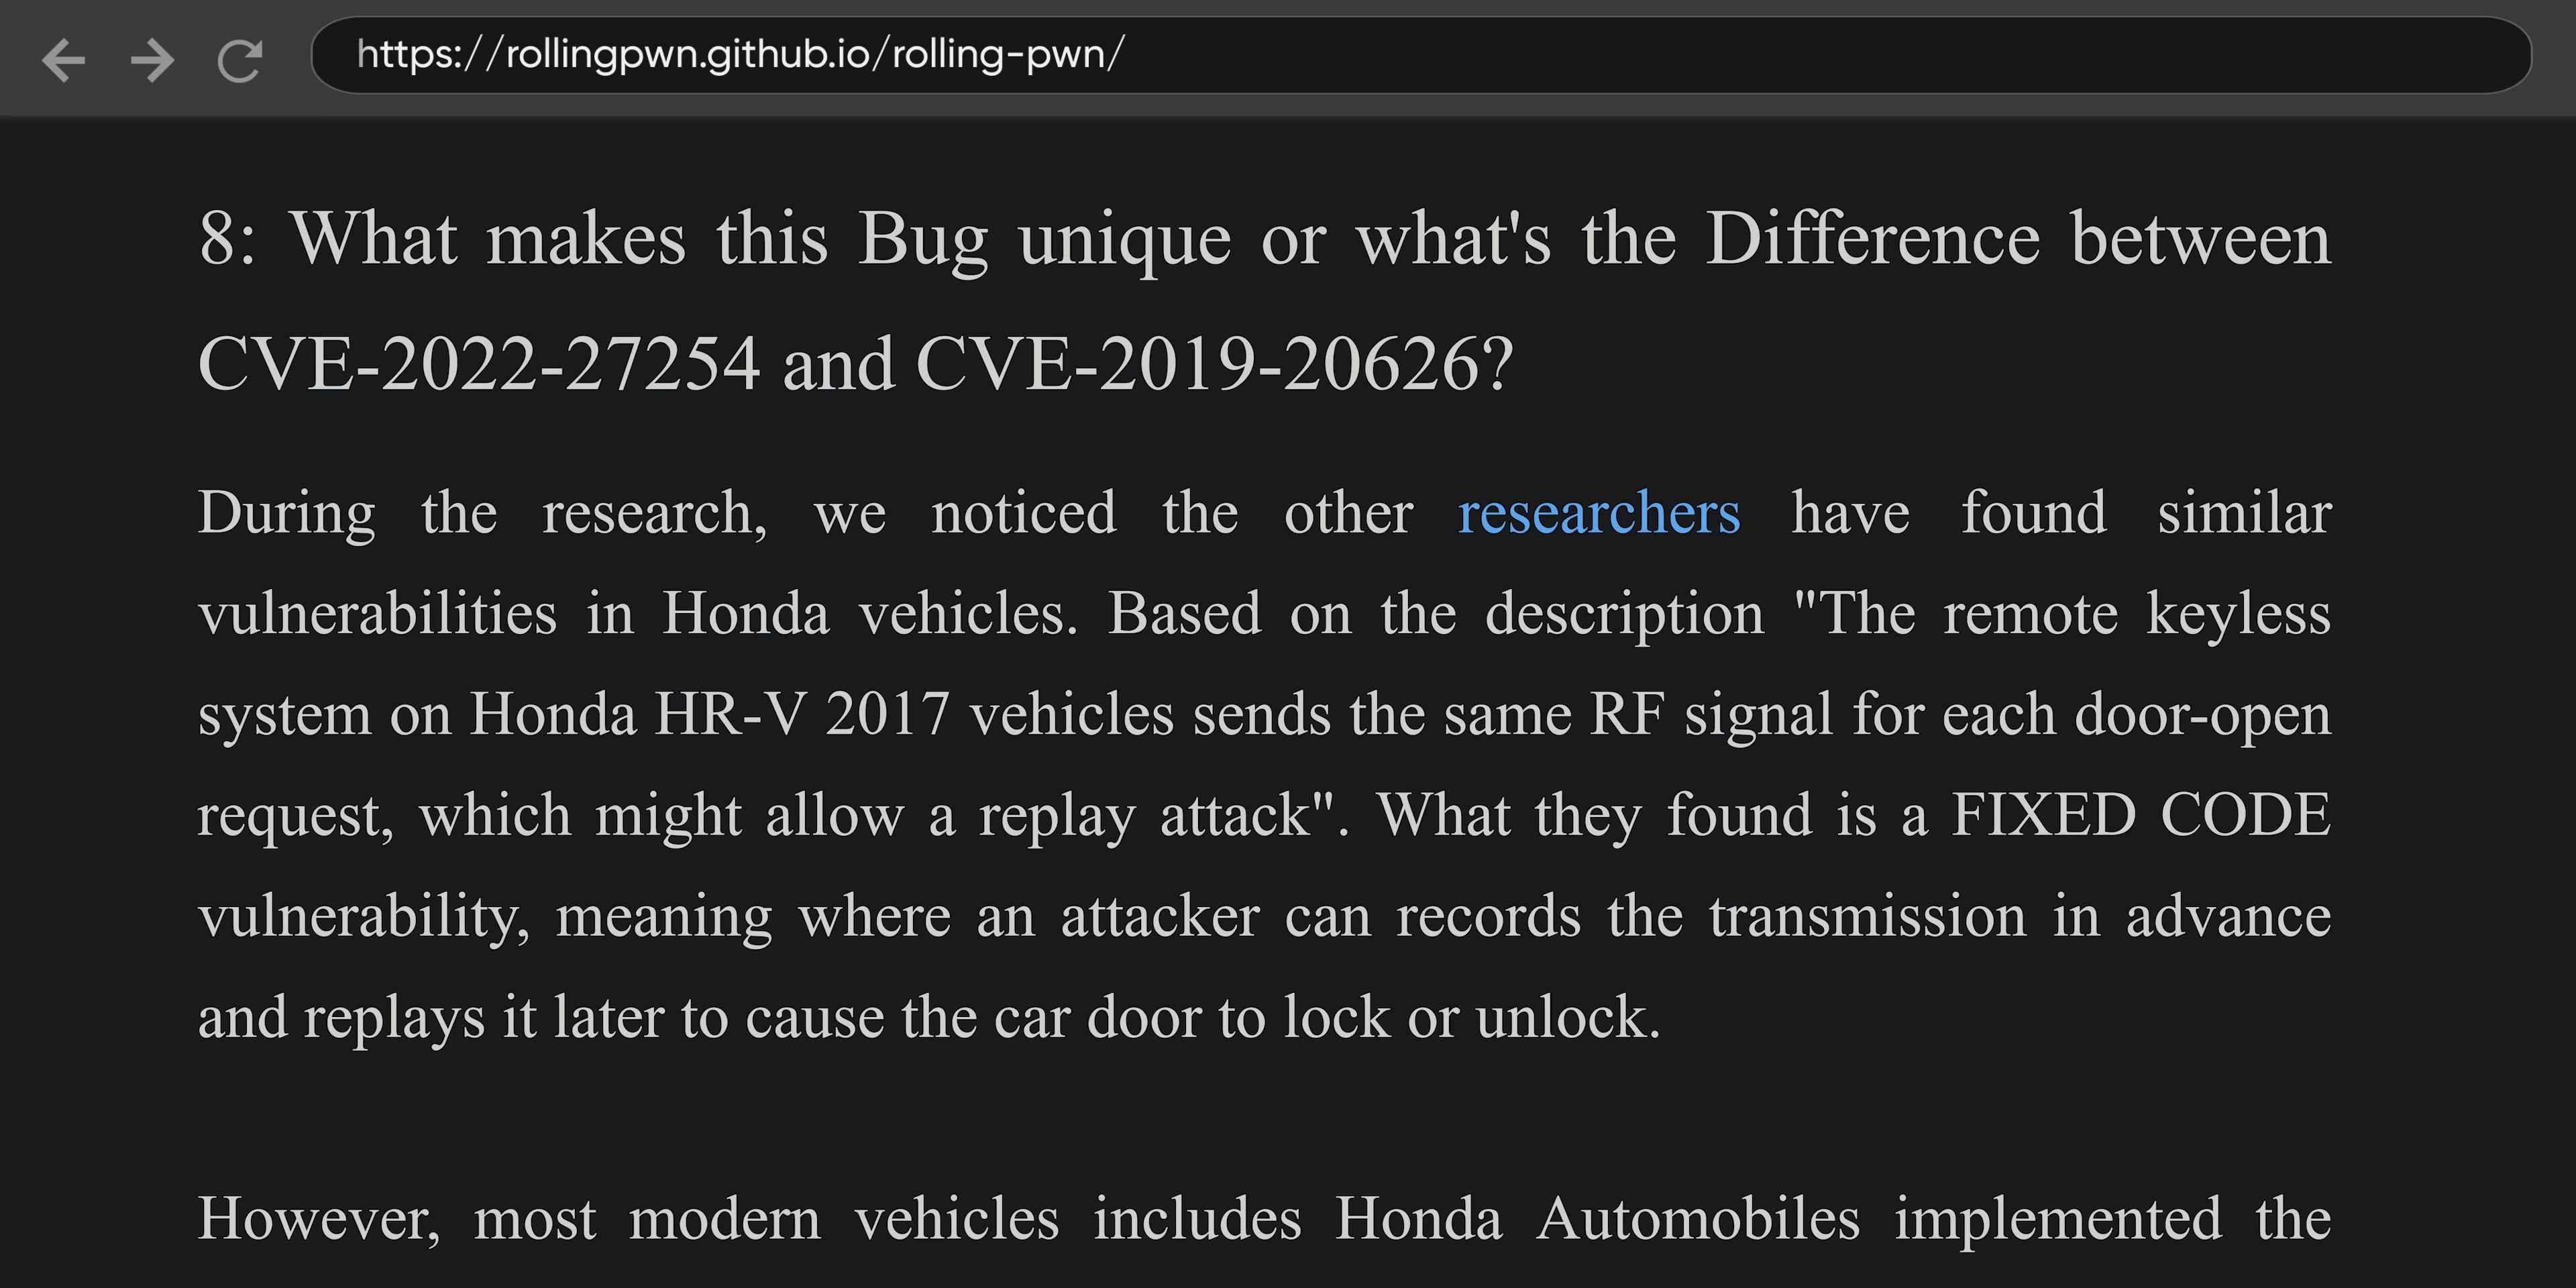 https://rollingpwn.github.io/rolling-pwn/
8: What makes this Bug unique or what's the Difference between
CVE-2022-27254 and CVE-2019-20626?
During the research, we noticed the other researchers have found similar
vulnerabilities in Honda vehicles. Based on the description "The remote keyless
system on Honda HR-V 2017 vehicles sends the same RF signal for each door-open
request, which might allow a replay attack". What they found is a FIXED CODE
vulnerability, meaning where an attacker can records the transmission in advance
and replays it later to cause the car door to lock or unlock.
However, most modern vehicles includes Honda Automobiles implemented the